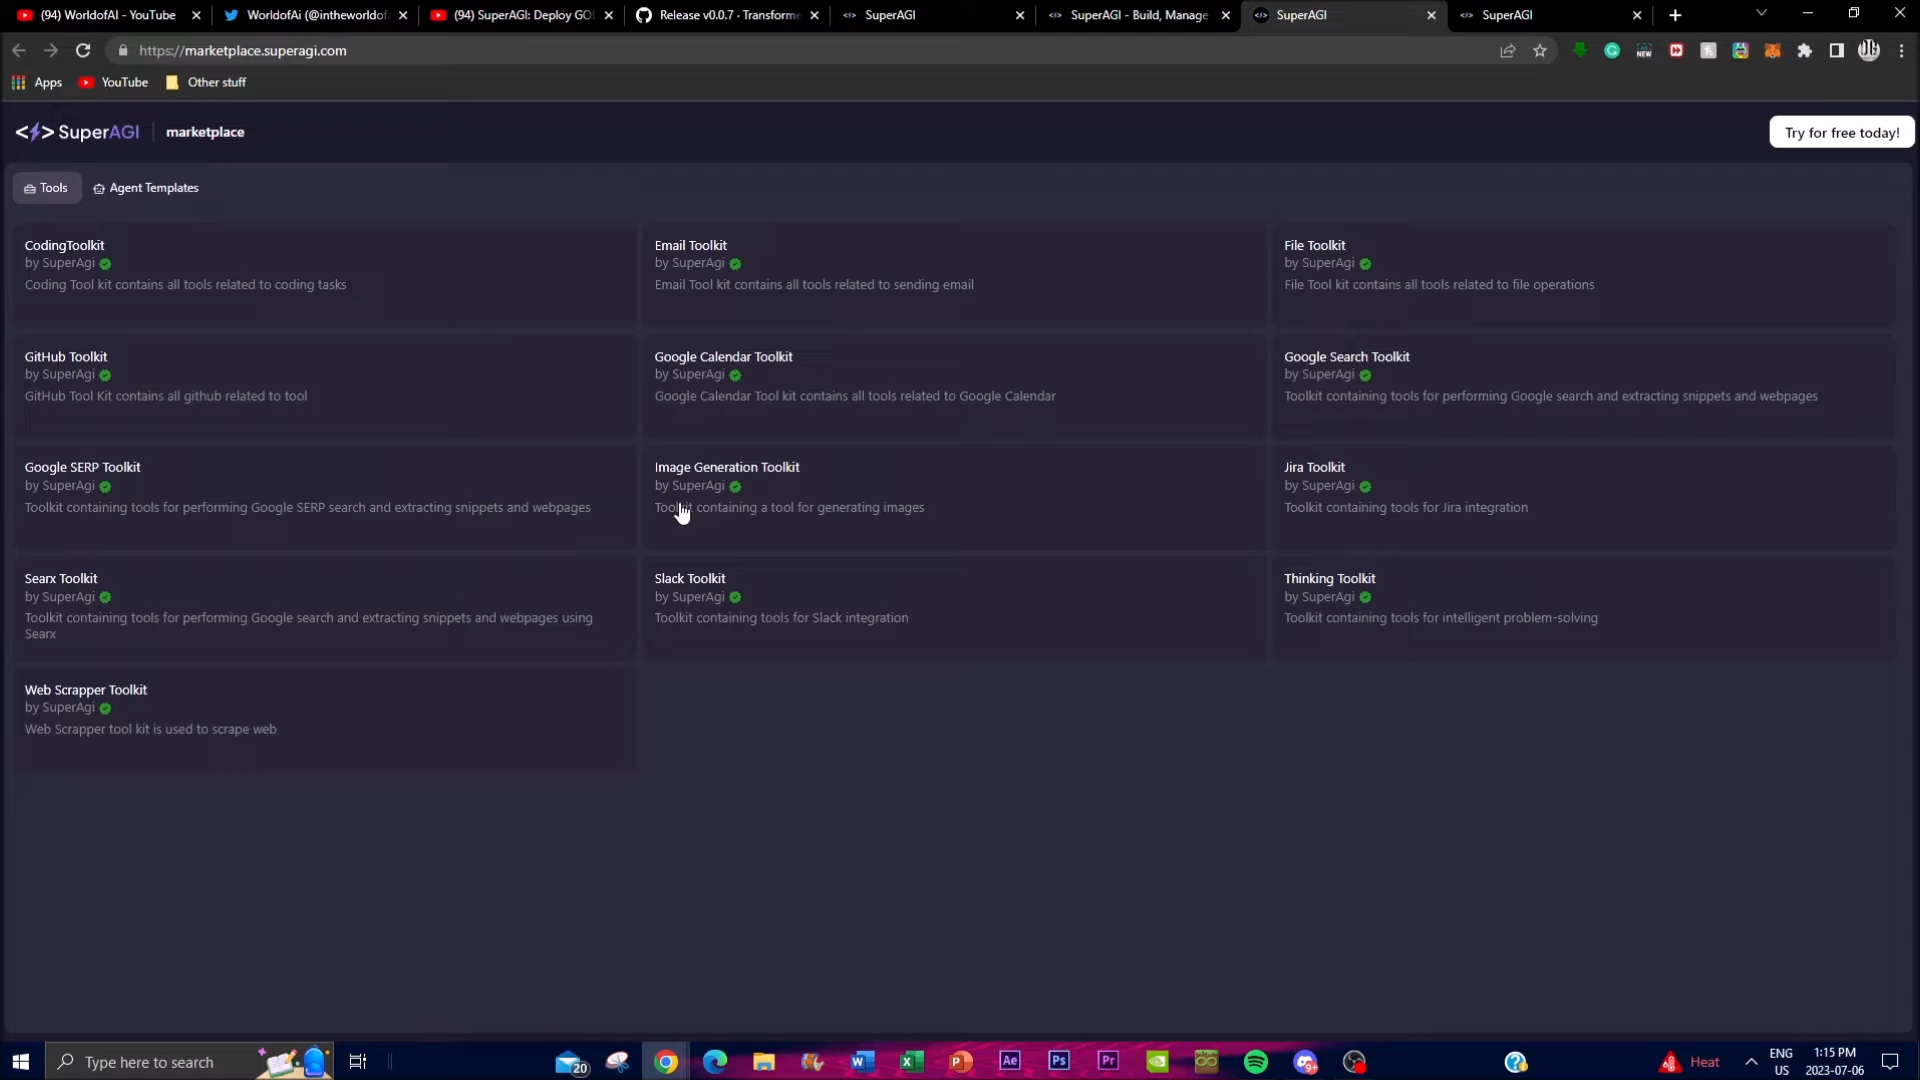 (94) WorldofAI - YouTube
WorldofAi (@intheworldof
(94) SuperAGI: Deploy GO
Release v0.0.7 · Transforme
SuperAGI
SuperAGI - Build, Manage
SuperAGI
SuperAGI
https://marketplace.superagi.com
NEW
Apps
YouTube
Other stuff
SuperAGI
marketplace
Try for free today!
Tools
Agent Templates
CodingToolkit
by SuperAgi
Coding Tool kit contains all tools related to coding tasks
Email Toolkit
by SuperAgi
Email Tool kit contains all tools related to sending email
File Toolkit
by SuperAgi
File Tool kit contains all tools related to file operations
GitHub Toolkit
by SuperAgi
GitHub Tool Kit contains all github related to tool
Google Calendar Toolkit
by SuperAgi
Google Calendar Tool kit contains all tools related to Google Calendar
Google Search Toolkit
by SuperAgi
Toolkit containing tools for performing Google search and extracting snippets and webpages
Google SERP Toolkit
by SuperAgi
Toolkit containing tools for performing Google SERP search and extracting snippets and webpages
Image Generation Toolkit
by SuperAgi
Toolkit containing a tool for generating images
Jira Toolkit
by SuperAgi
Toolkit containing tools for Jira integration
Searx Toolkit
by SuperAgi
Toolkit containing tools for performing Google search and extracting snippets and webpages using
Searx
Slack Toolkit
by SuperAgi
Toolkit containing tools for Slack integration
Thinking Toolkit
by SuperAgi
Toolkit containing tools for intelligent problem-solving
Web Scrapper Toolkit
by SuperAgi
Web Scrapper tool kit is used to scrape web
Type here to search
20
Ae
Ps
Pr
9+
Heat
ENG
US
1:15 PM
2023-07-06